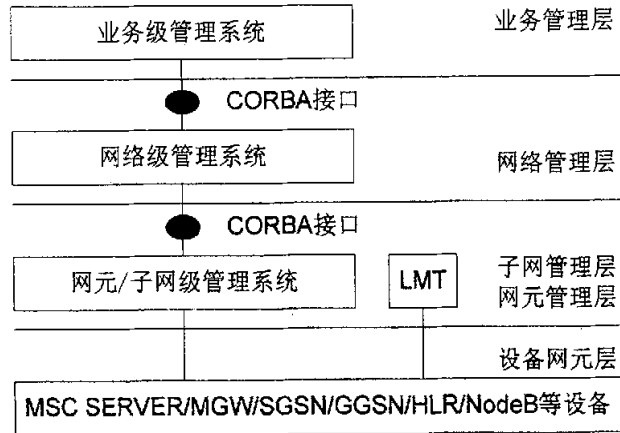 业务级管理系统
业务管理层
CORBA接口
网络级管理系统
网络管理层
CORBA接口
网元/子网级管理系统
LMT
子网管理层
网元管理层
设备网元层
MSC SERVER/MGW/SGSN/GGSN/HLR/NodeB等设备